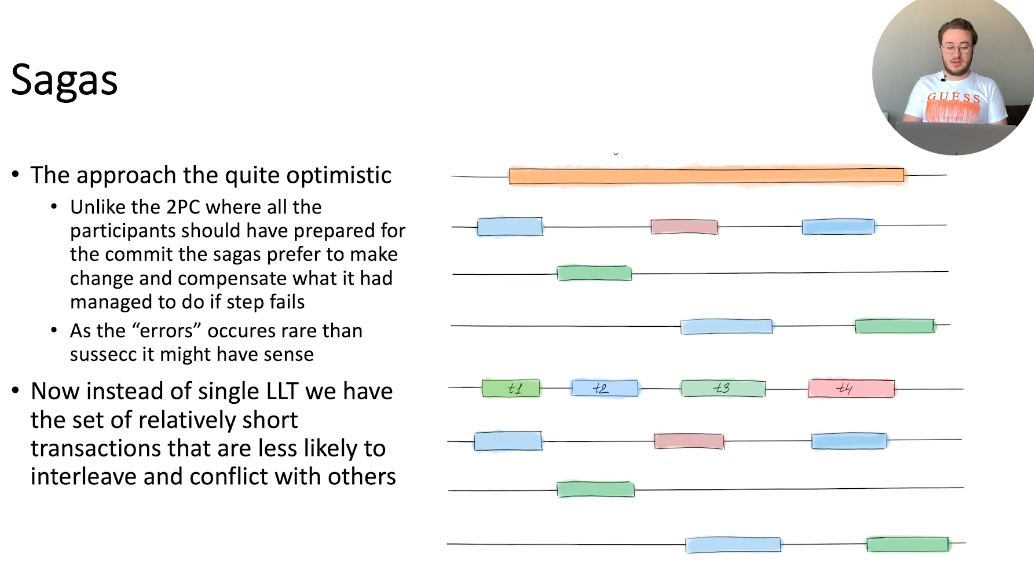 Sagas
GUESS
• The approach the quite optimistic
• Unlike the 2PC where all the
participants should have prepared for
the commit the sagas prefer to make
change and compensate what it had
managed to do if step fails
• As the “errors” occures rare than
sussecc it might have sense
• Now instead of single LLT we have
the set of relatively short
transactions that are less likely to
interleave and conflict with others
t1 t2 t3 t4